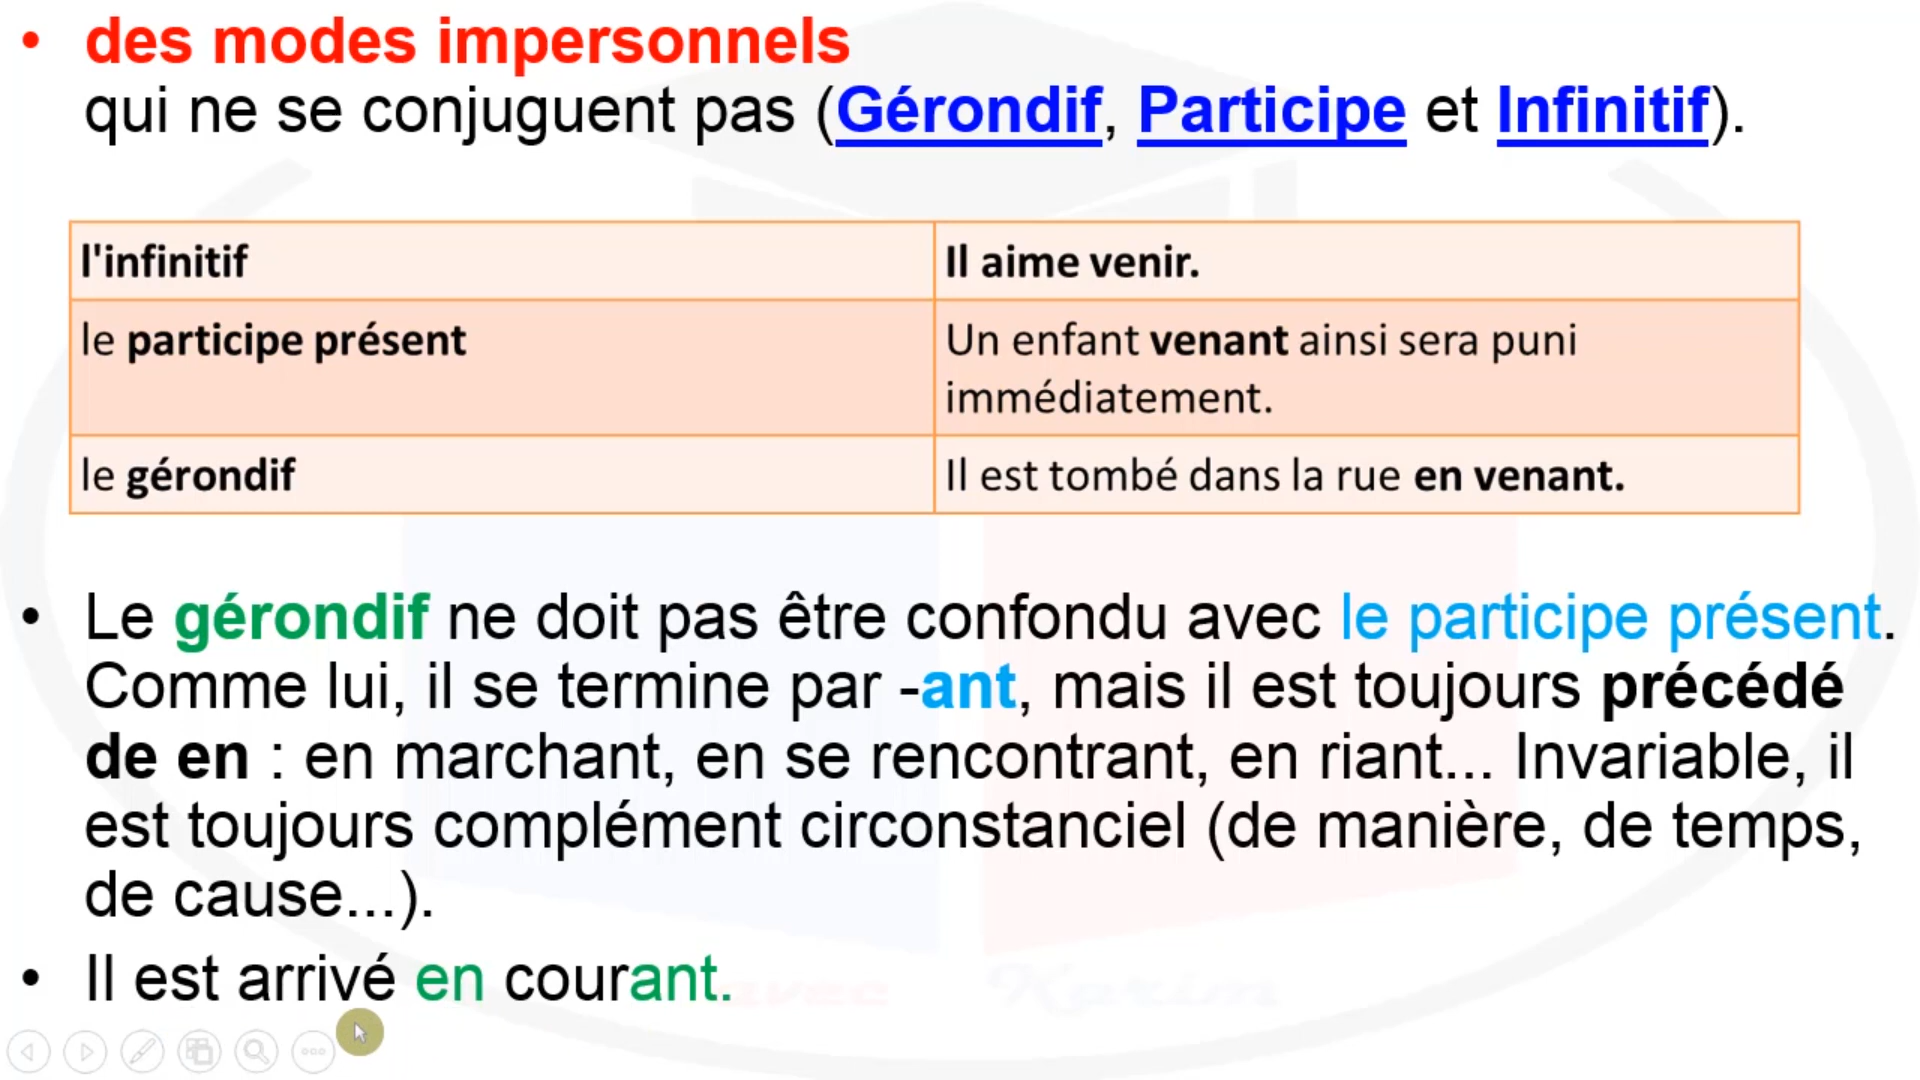 • des modes impersonnels
qui ne se conjuguent pas (Gérondif, Participe et Infinitif).
l'infinitif
Il aime venir.
le participe présent
Un enfant venant ainsi sera puni
immédiatement.
le gérondif
Il est tombé dans la rue en venant.
• Le gérondif ne doit pas être confondu avec le participe présent.
Comme lui, il se termine par -ant, mais il est toujours précédé
de en : en marchant, en se rencontrant, en riant... Invariable, il
est toujours complément circonstanciel (de manière, de temps,
de cause...).
• Il est arrivé en courant.
avec Karim